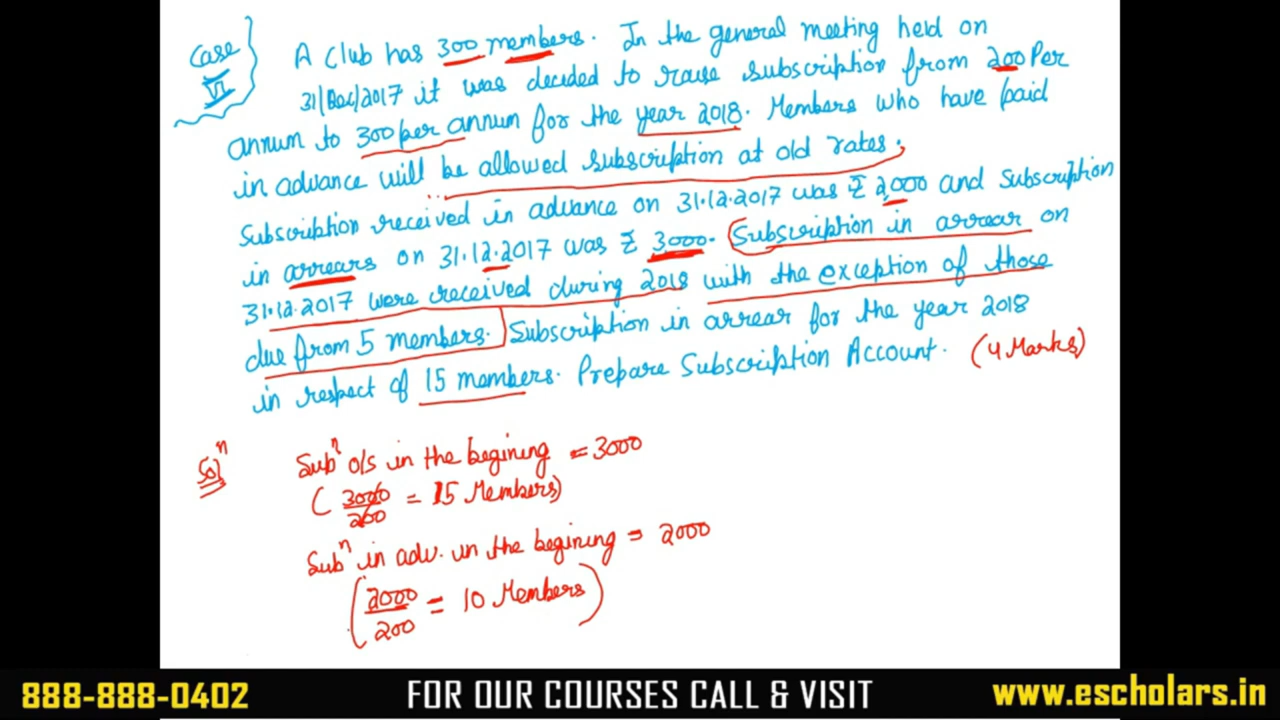 Case VI
A Club has 300 members. In the general meeting held on
31/Dec/2017 it was decided to raise subscription from 200 Per
annum to 300 per annum for the year 2018. Members who have paid
in advance will be allowed subscription at old rates.
Subscription received in advance on 31.12.2017 was ₹ 2,000 and Subscription
in arrears on 31.12.2017 was ₹ 3,000. Subscription in arrear on
31.12.2017 were received during 2018 with the exception of those
due from 5 members. Subscription in arrear for the year 2018
in respect of 15 members. Prepare Subscription Account. (4 Marks)
Solⁿ
Subⁿ o/s in the begining = 3000
(3000/200 = 15 Members)
Subⁿ in adv. in the begining = 2000
(2000/200 = 10 Members)
888-888-0402 FOR OUR COURSES CALL & VISIT www.escholars.in